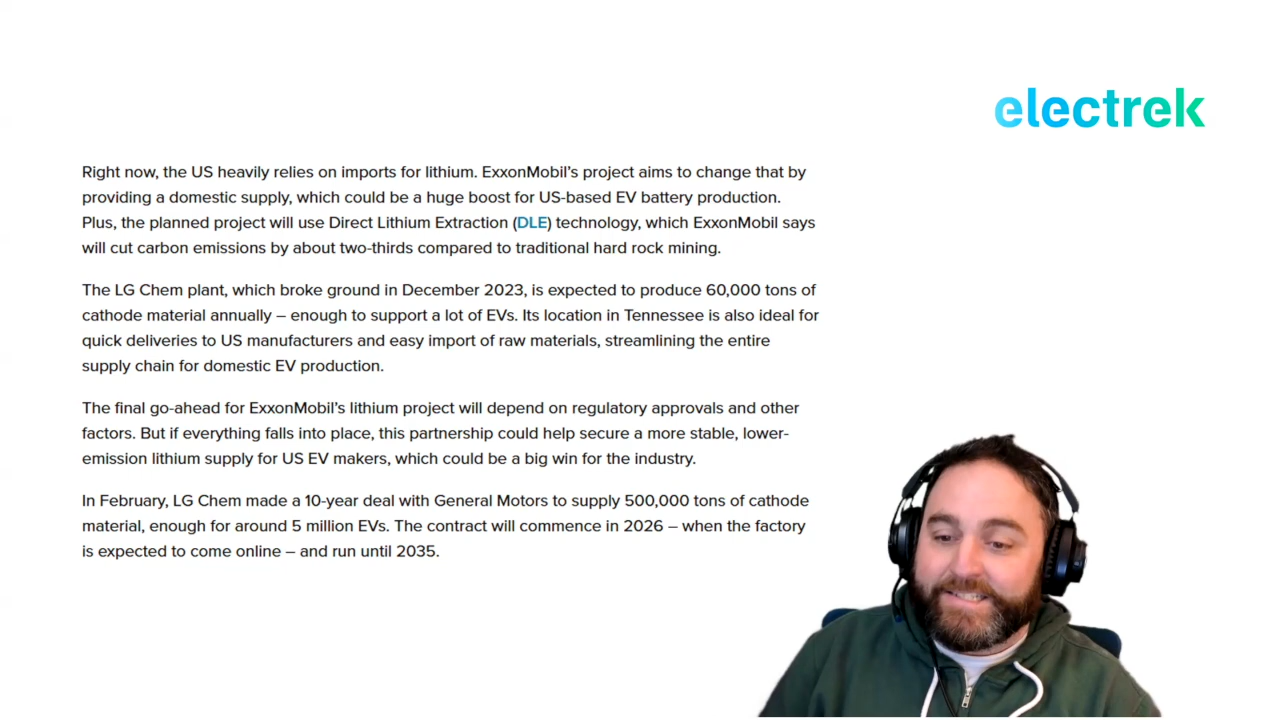 electrek
Right now, the US heavily relies on imports for lithium. ExxonMobil’s project aims to change that by
providing a domestic supply, which could be a huge boost for US-based EV battery production.
Plus, the planned project will use Direct Lithium Extraction (DLE) technology, which ExxonMobil says
will cut carbon emissions by about two-thirds compared to traditional hard rock mining.
The LG Chem plant, which broke ground in December 2023, is expected to produce 60,000 tons of
cathode material annually – enough to support a lot of EVs. Its location in Tennessee is also ideal for
quick deliveries to US manufacturers and easy import of raw materials, streamlining the entire
supply chain for domestic EV production.
The final go-ahead for ExxonMobil’s lithium project will depend on regulatory approvals and other
factors. But if everything falls into place, this partnership could help secure a more stable, lower-
emission lithium supply for US EV makers, which could be a big win for the industry.
In February, LG Chem made a 10-year deal with General Motors to supply 500,000 tons of cathode
material, enough for around 5 million EVs. The contract will commence in 2026 – when the factory
is expected to come online – and run until 2035.